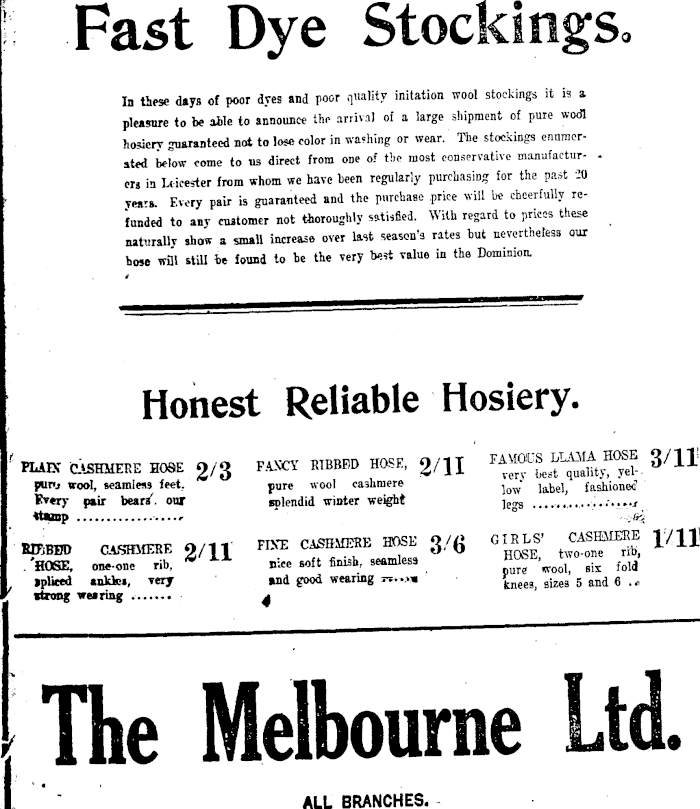 Fast Dye Stockings.
In these days of poor dyes and poor quality initation wool stockings it is a
pleasure to be able to announce the arrival of a large shipment of pure wool
hosiery guaranteed not to lose color in washing or wear. The stockings enumer-
ated below come to us direct from one of the most conservative manufactur-
ers in Leicester from whom we have been regularly purchasing for the past 20
years. Every pair is guaranteed and the purchase price will be cheerfully re-
funded to any customer not thoroughly satisfied. With regard to prices these
naturally show a small increase over last season's rates but nevertheless our
hose will still be found to be the very best value in the Dominion.
Honest Reliable Hosiery.
PLAIN CASHMERE HOSE 2/3
pure wool, seamless feet.
Every pair bears our
stamp ..................
RIBBED CASHMERE 2/11
HOSE, one-one rib,
spliced ankles, very
strong wearing .......
FANCY RIBBED HOSE, 2/11
pure wool cashmere
splendid winter weight
FINE CASHMERE HOSE 3/6
nice soft finish, seamless
and good wearing ......
FAMOUS LLAMA HOSE 3/11
very best quality, yel-
low label, fashioned
legs ..................
GIRLS' CASHMERE 1/11
HOSE, two-one rib,
pure wool, six fold
knees, sizes 5 and 6 ..
The Melbourne Ltd.
ALL BRANCHES.